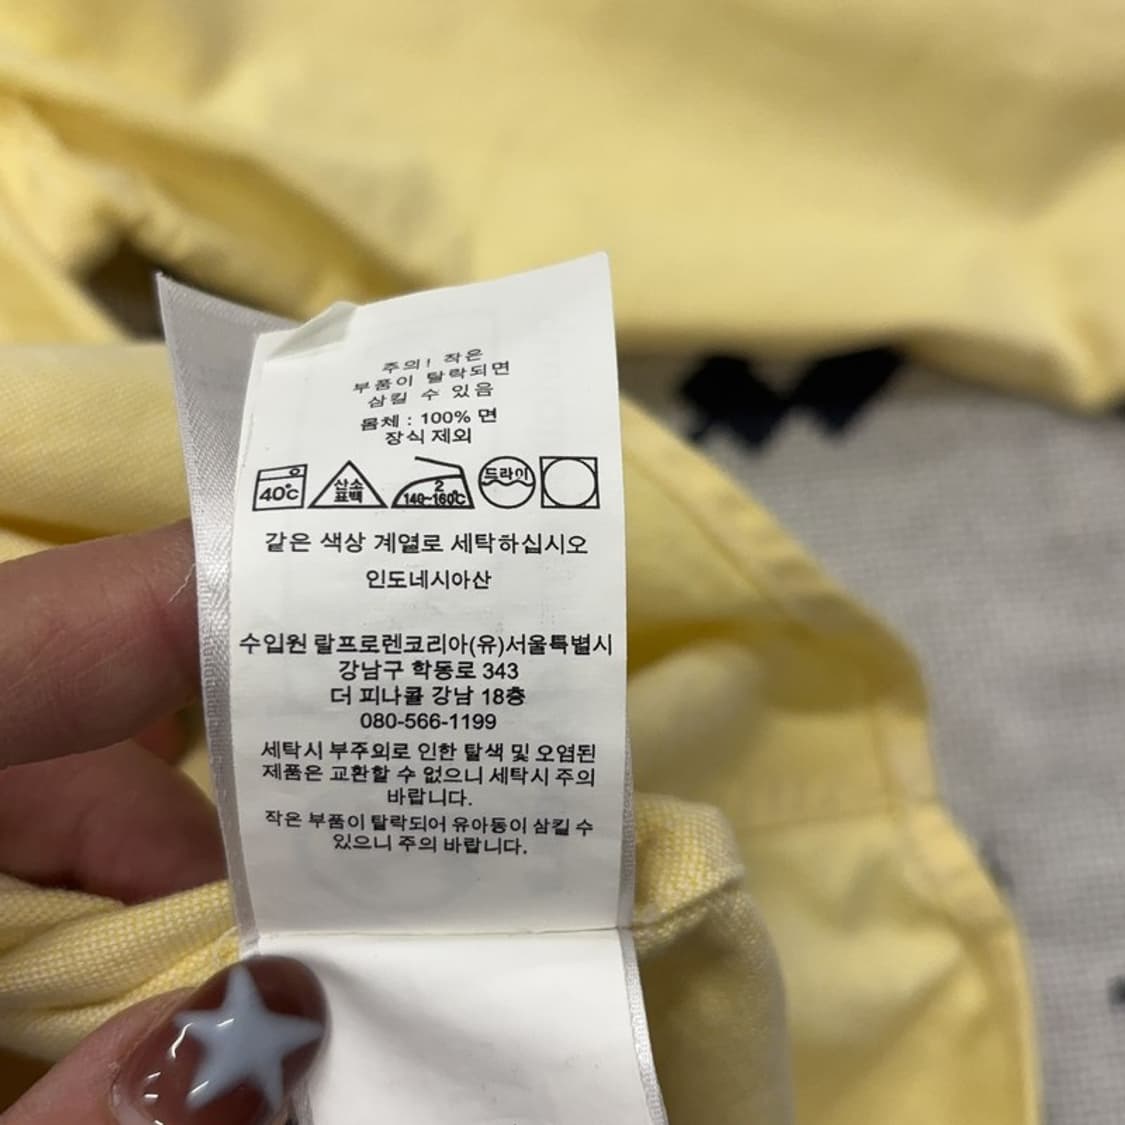 주의! 작은
부품이 탈락되면
삼킬 수 있음
몸체 : 100% 면
장식 제외
40°C 산소 표백 2 140~160°C 드라이
같은 색상 계열로 세탁하십시오
인도네시아산
수입원 랄프로렌코리아(유)서울특별시
강남구 학동로 343
더 피나클 강남 18층
080-566-1199
세탁시 부주의로 인한 탈색 및 오염된
제품은 교환할 수 없으니 세탁시 주의
바랍니다.
작은 부품이 탈락되어 유아동이 삼킬 수
있으니 주의 바랍니다.